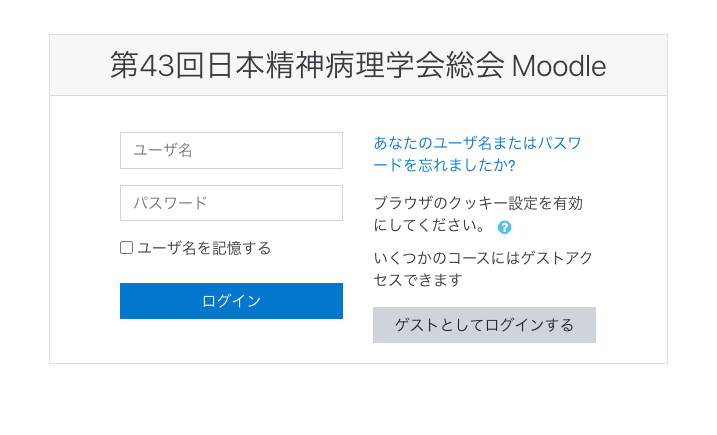 第43回日本精神病理学会総会 Moodle
ユーザ名
パスワード
ユーザ名を記憶する
ログイン
あなたのユーザ名またはパスワ
ードを忘れましたか?
ブラウザのクッキー設定を有効
にしてください。 ?
いくつかのコースにはゲストアク
セスできます
ゲストとしてログインする